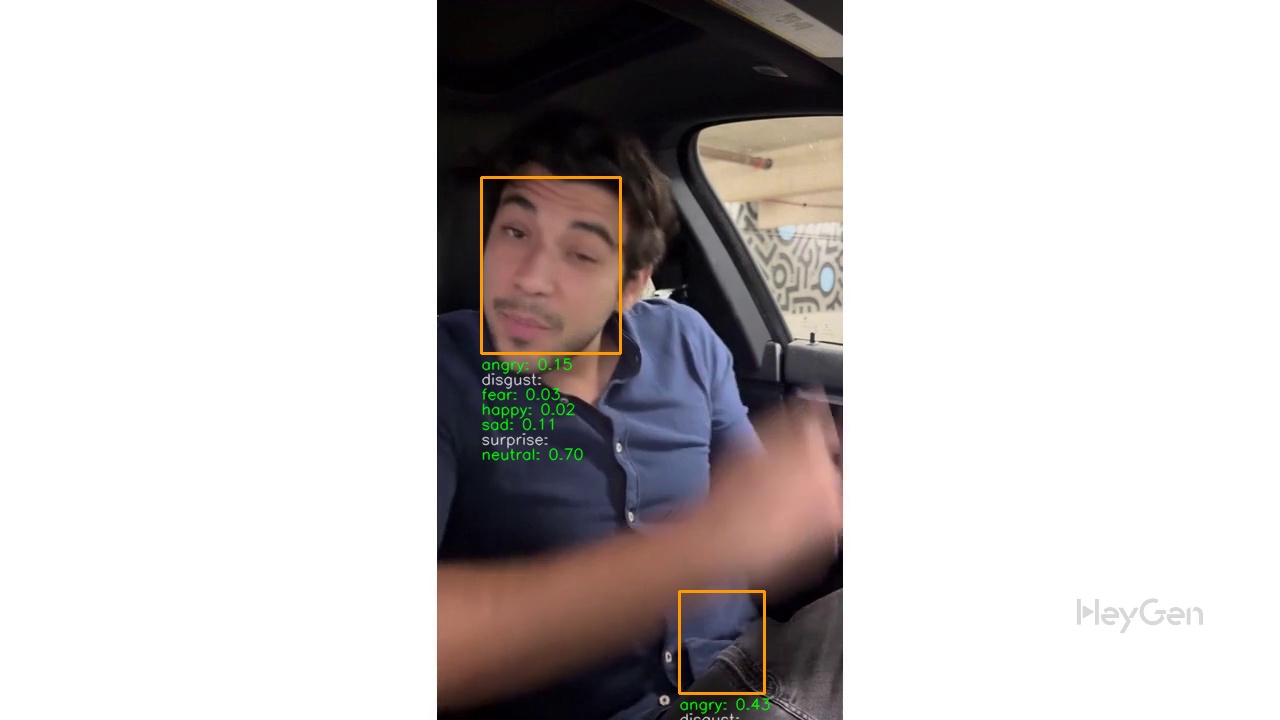 angry: 0.15
disgust:
fear: 0.03
happy: 0.02
sad: 0.11
surprise:
neutral: 0.70
HeyGen
angry: 0.43
disgust: